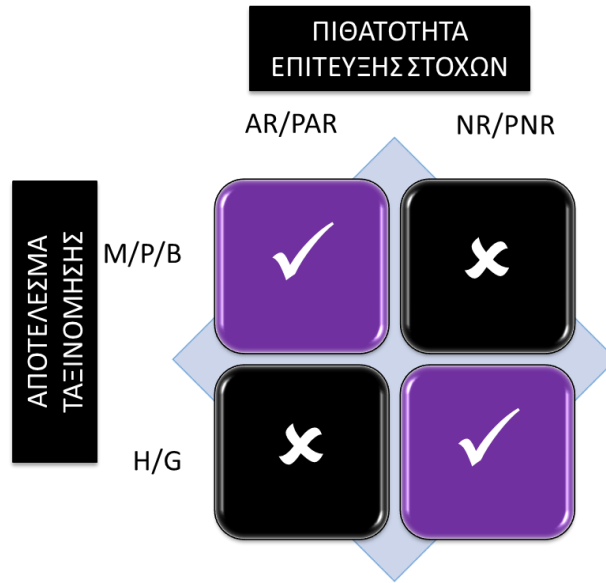 ΠΙΘΑΤΟΤΗΤΑ
ΕΠΙΤΕΥΞΗΣ ΣΤΟΧΩΝ
AR/PAR
NR/PNR
ΑΠΟΤΕΛΕΣΜΑ
ΤΑΞΙΝΟΜΗΣΗΣ
M/P/B
H/G